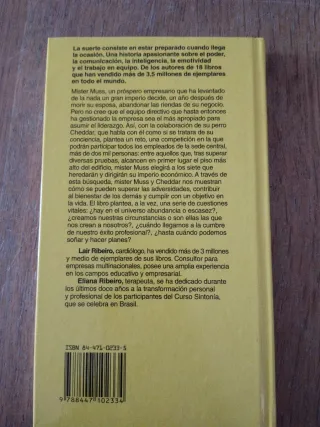 La suerte consiste en estar preparado cuando llega
la ocasión. Una historia apasionante sobre el poder,
la comunicación, la inteligencia, la emotividad
y el trabajo en equipo. De los autores de 18 libros
que han vendido más de 3,5 millones de ejemplares
en todo el mundo.
Mister Muss, un próspero empresario que ha levantado
de la nada un gran imperio decide, un año después de
morir su esposa, abandonar las riendas de su negocio.
Pero no cree que el equipo directivo que hasta entonces
ha gestionado la empresa sea el más apropiado para
asumir el liderazgo. Así, con la colaboración de su perro
Cheddar, que habla con él como si se tratara de su
conciencia, plantea un reto, una competición en la que
podrán participar todos los empleados de la sede central,
más de dos mil personas; entre aquellos que, tras superar
diversas pruebas, alcancen en primer lugar el piso más
alto del edificio, mister Muss elegirá a los siete que
heredarán y dirigirán su imperio económico. A través de
esta búsqueda, mister Muss y Cheddar nos muestran
cómo se pueden superar las adversidades, contribuir
al bienestar de los demás y cumplir con un objetivo en
la vida. El libro plantea, a la vez, una serie de cuestiones
vitales: ¿hay en el universo abundancia o escasez?,
¿creamos nuestras circunstancias o son ellas las que
nos crean a nosotros?, ¿cuándo llegamos a la cumbre
de nuestro éxito profesional?, ¿hasta cuándo podemos
soñar y hacer planes?
Lair Ribeiro, cardiólogo, ha vendido más de 3 millones
y medio de ejemplares de sus libros. Consultor para
empresas multinacionales, posee una amplia experiencia
en los campos educativo y empresarial.
Eliana Ribeiro, terapeuta, se ha dedicado durante
los últimos doce años a la transformación personal
y profesional de los participantes del Curso Sintonía,
que se celebra en Brasil.
ISBN 84-471-0233-5
9 788447 102334